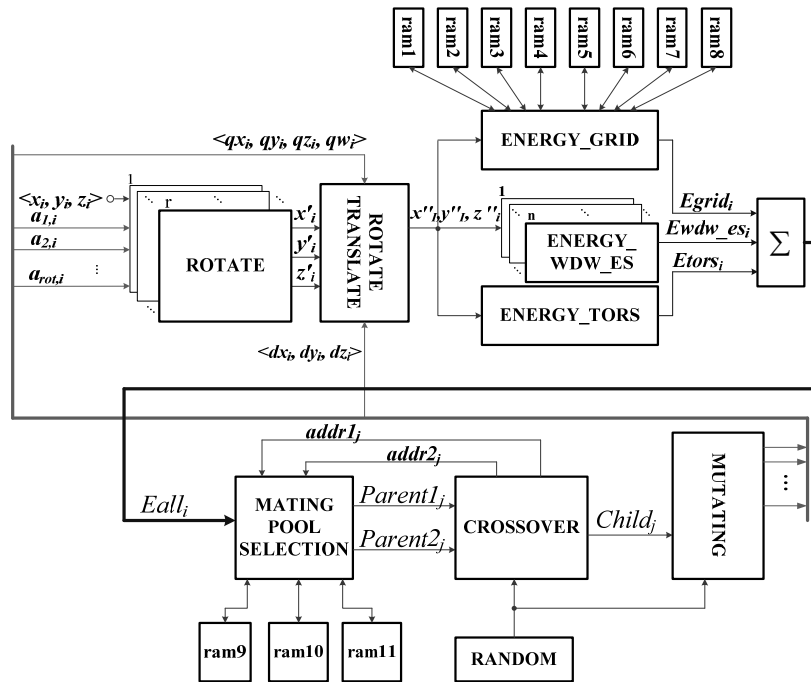 ram1
ram2
ram3
ram4
ram5
ram6
ram7
ram8
<qxi, qyi, qzi, qwi>
ENERGY_GRID
<xi, yi, zi>
1
r
a1,i
a2,i
...
arot,i
ROTATE
x'i
y'i
z'i
ROTATE
TRANSLATE
x''i,y''i, z''i
1
n
ENERGY_
WDW_ES
ENERGY_TORS
Egridi
Ewdw_esi
Etorsi
Σ
<dxi, dyi, dzi>
addr1j
addr2j
Ealli
MATING
POOL
SELECTION
Parent1j
Parent2j
CROSSOVER
Childj
MUTATING
...
ram9
ram10
ram11
RANDOM